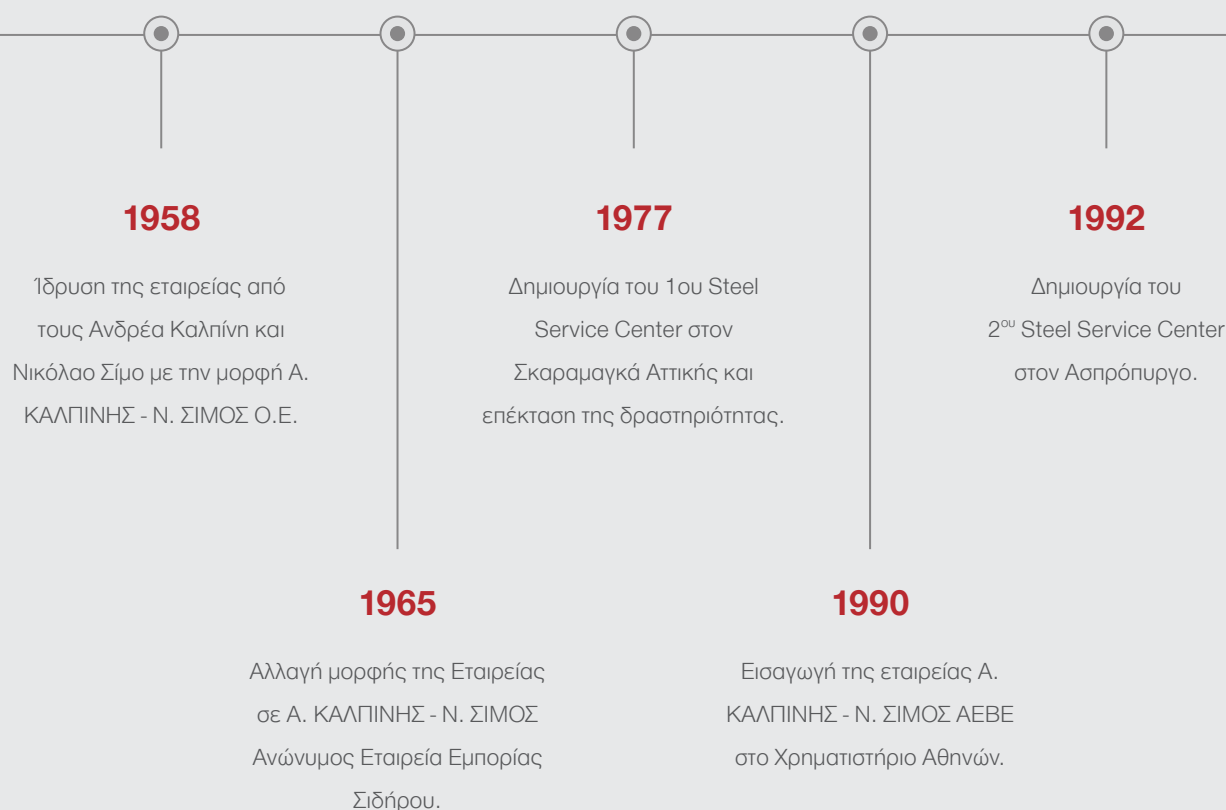 1958
Ίδρυση της εταιρείας από
τους Ανδρέα Καλπίνη και
Νικόλαο Σίμο με την μορφή Α.
ΚΑΛΠΙΝΗΣ - Ν. ΣΙΜΟΣ Ο.Ε.
1965
Αλλαγή μορφής της Εταιρείας
σε Α. ΚΑΛΠΙΝΗΣ - Ν. ΣΙΜΟΣ
Ανώνυμος Εταιρεία Εμπορίας
Σιδήρου.
1977
Δημιουργία του 1ου Steel
Service Center στον
Σκαραμαγκά Αττικής και
επέκταση της δραστηριότητας.
1990
Εισαγωγή της εταιρείας Α.
ΚΑΛΠΙΝΗΣ - Ν. ΣΙΜΟΣ ΑΕΒΕ
στο Χρηματιστήριο Αθηνών.
1992
Δημιουργία του
2ου Steel Service Center
στον Ασπρόπυργο.